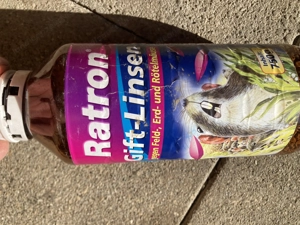 Ratron
Gift-Linsen
gegen Feld-, Erd- und Rötelmäuse